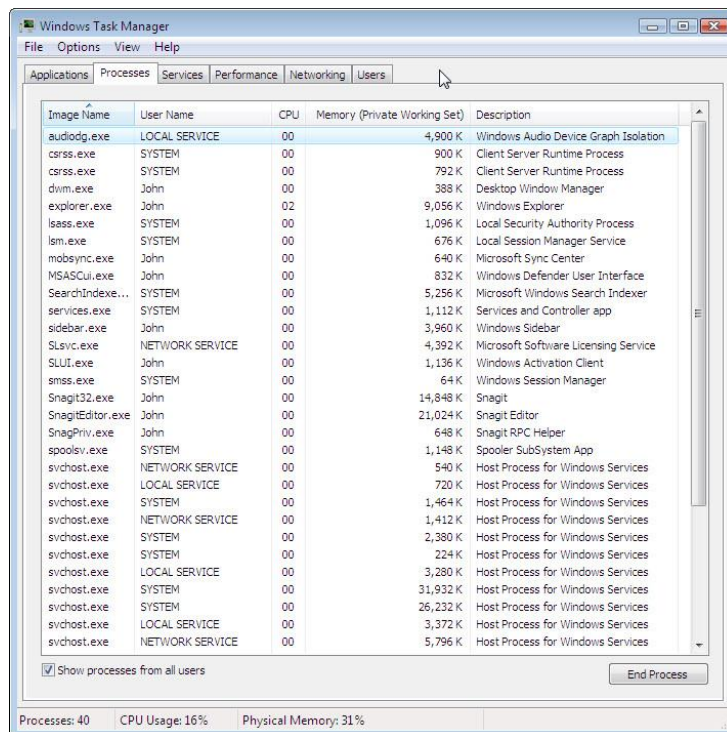 Windows Task Manager
File Options View Help
Applications Processes Services Performance Networking Users
Image Name User Name CPU Memory (Private Working Set) Description
audiodg.exe LOCAL SERVICE 00 4,900 K Windows Audio Device Graph Isolation
csrss.exe SYSTEM 00 900 K Client Server Runtime Process
csrss.exe SYSTEM 00 792 K Client Server Runtime Process
dwm.exe John 00 388 K Desktop Window Manager
explorer.exe John 02 9,056 K Windows Explorer
lsass.exe SYSTEM 00 1,096 K Local Security Authority Process
lsm.exe SYSTEM 00 676 K Local Session Manager Service
mobsync.exe John 00 640 K Microsoft Sync Center
MSASCui.exe John 00 832 K Windows Defender User Interface
SearchIndexe... SYSTEM 00 5,256 K Microsoft Windows Search Indexer
services.exe SYSTEM 00 1,112 K Services and Controller app
sidebar.exe John 00 3,960 K Windows Sidebar
SLsvc.exe NETWORK SERVICE 00 4,392 K Microsoft Software Licensing Service
SLUI.exe John 00 1,136 K Windows Activation Client
smss.exe SYSTEM 00 64 K Windows Session Manager
Snagit32.exe John 00 14,848 K Snagit
SnagitEditor.exe John 00 21,024 K Snagit Editor
SnagPriv.exe John 00 648 K Snagit RPC Helper
spoolsv.exe SYSTEM 00 1,148 K Spooler SubSystem App
svchost.exe NETWORK SERVICE 00 540 K Host Process for Windows Services
svchost.exe LOCAL SERVICE 00 720 K Host Process for Windows Services
svchost.exe SYSTEM 00 1,464 K Host Process for Windows Services
svchost.exe NETWORK SERVICE 00 1,412 K Host Process for Windows Services
svchost.exe SYSTEM 00 2,380 K Host Process for Windows Services
svchost.exe SYSTEM 00 224 K Host Process for Windows Services
svchost.exe LOCAL SERVICE 00 3,280 K Host Process for Windows Services
svchost.exe SYSTEM 00 31,932 K Host Process for Windows Services
svchost.exe SYSTEM 00 26,232 K Host Process for Windows Services
svchost.exe LOCAL SERVICE 00 3,372 K Host Process for Windows Services
svchost.exe NETWORK SERVICE 00 5,796 K Host Process for Windows Services
Show processes from all users End Process
Processes: 40 CPU Usage: 16% Physical Memory: 31%